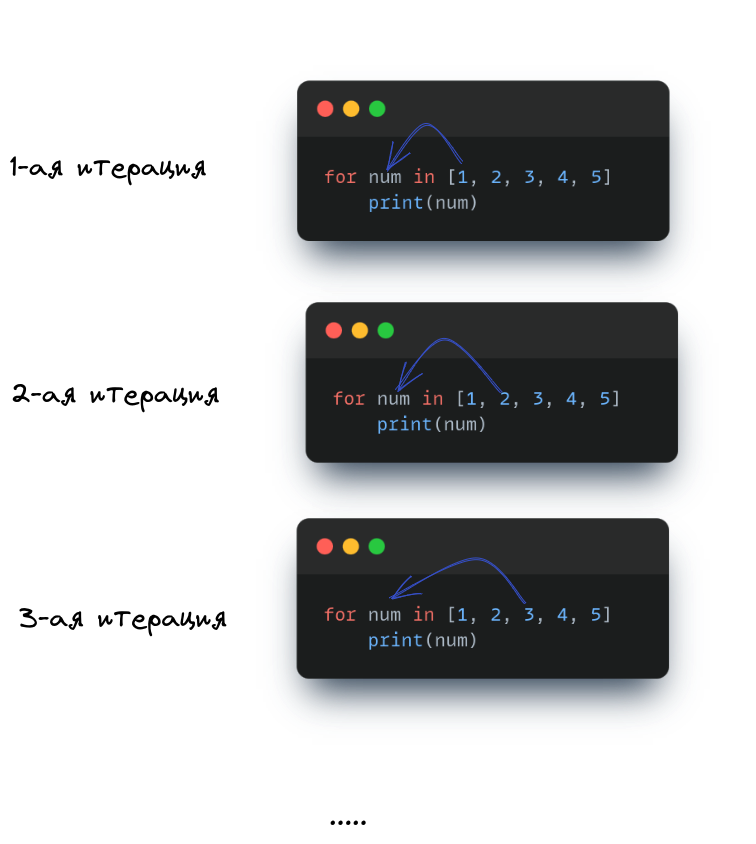 1-ая итерация
for num in [1, 2, 3, 4, 5]
    print(num)
2-ая итерация
for num in [1, 2, 3, 4, 5]
    print(num)
3-ая итерация
for num in [1, 2, 3, 4, 5]
    print(num)
.....